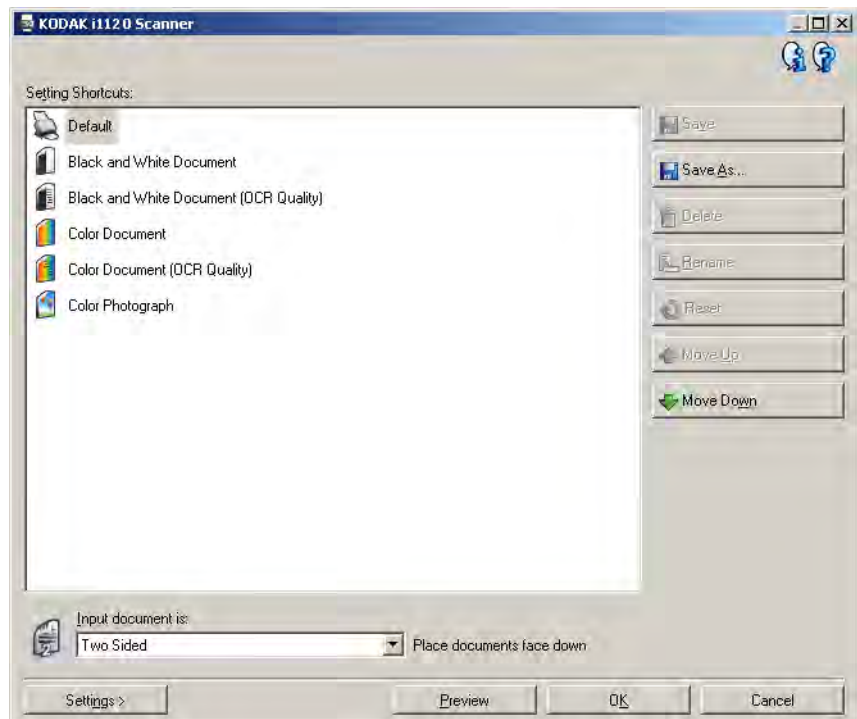 KODAK i1120 Scanner
Setting Shortcuts:
Default
Black and White Document
Black and White Document (OCR Quality)
Color Document
Color Document (OCR Quality)
Color Photograph
Save
Save As...
Delete
Rename
Reset
Move Up
Move Down
Input document is:
Two Sided
Place documents face down
Settings >
Preview
OK
Cancel